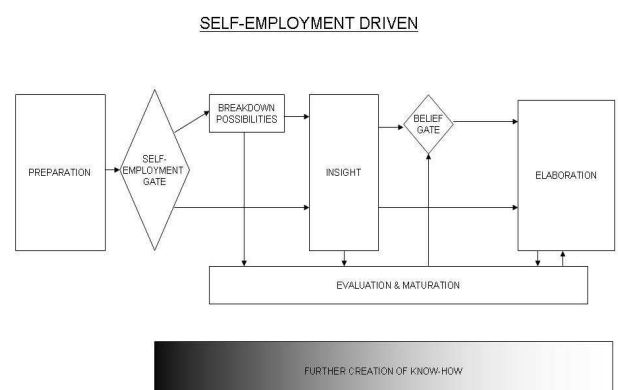 SELF-EMPLOYMENT DRIVEN
BREAKDOWN
POSSIBILITIES
BELIEF
GATE
PREPARATION
SELF-
EMPLOYMENT
GATE
INSIGHT
ELABORATION
EVALUATION & MATURATION
FURTHER CREATION OF KNOW-HOW